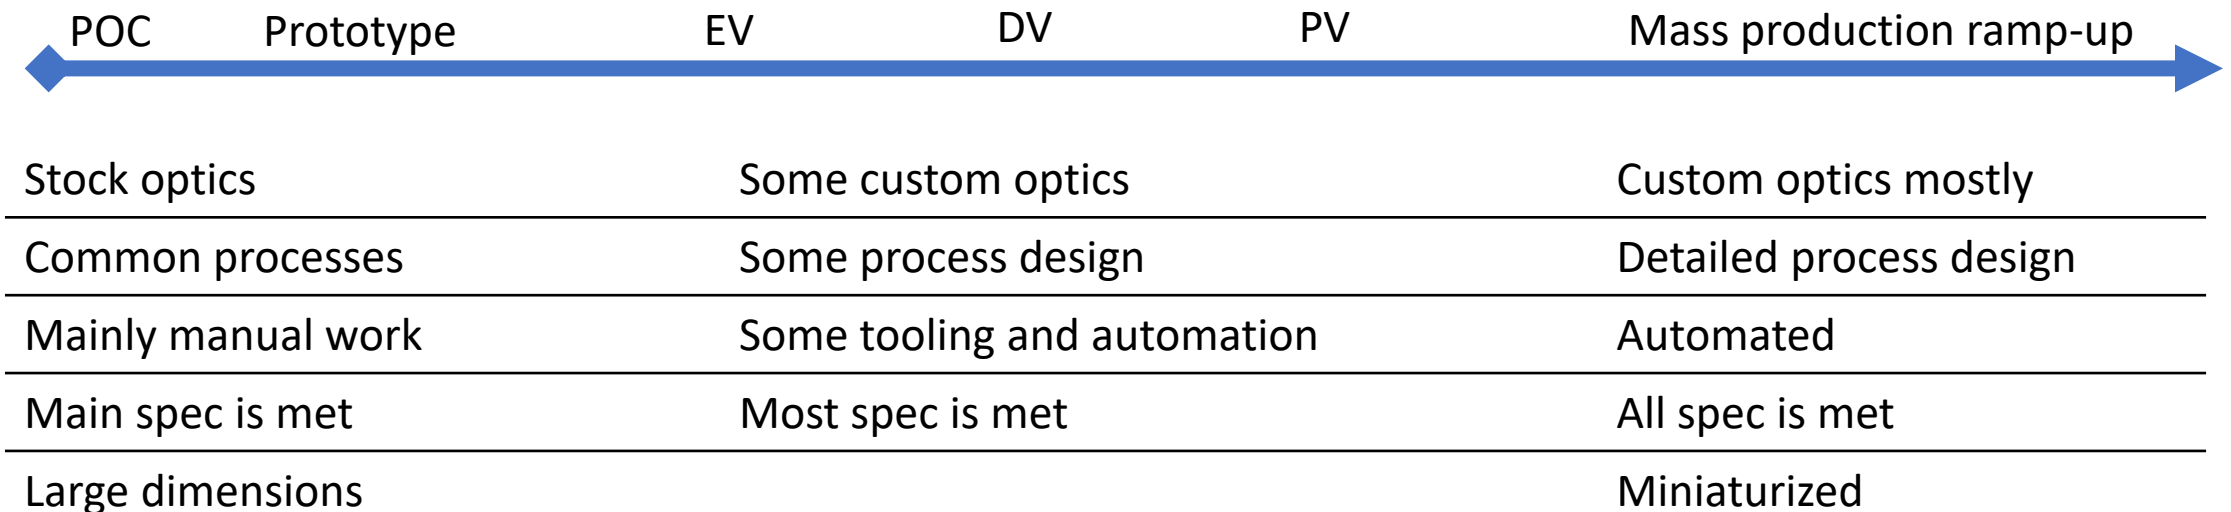 POC Prototype EV DV PV Mass production ramp-up
Stock optics Some custom optics Custom optics mostly
Common processes Some process design Detailed process design
Mainly manual work Some tooling and automation Automated
Main spec is met Most spec is met All spec is met
Large dimensions Miniaturized